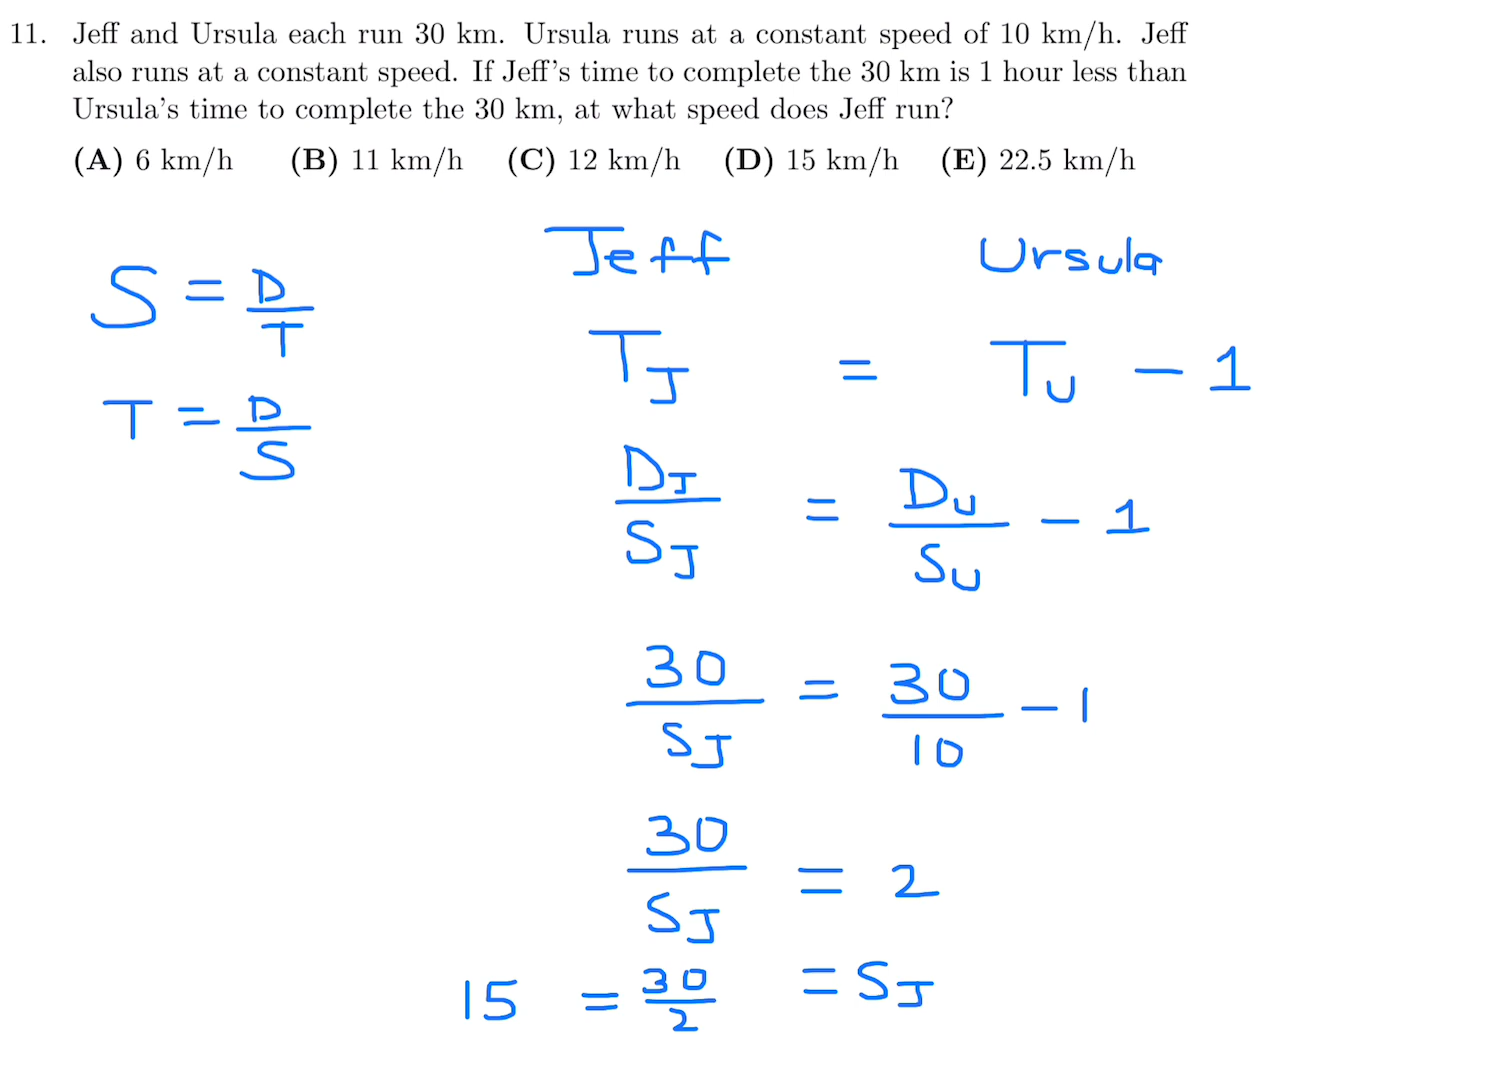 11. Jeff and Ursula each run 30 km. Ursula runs at a constant speed of 10 km/h. Jeff
also runs at a constant speed. If Jeff's time to complete the 30 km is 1 hour less than
Ursula's time to complete the 30 km, at what speed does Jeff run?
(A) 6 km/h (B) 11 km/h (C) 12 km/h (D) 15 km/h (E) 22.5 km/h
Jeff Ursula
S = D/T
T_J = T_U - 1
T = D/S
D_J/S_J = D_U/S_U - 1
30/S_J = 30/10 - 1
30/S_J = 2
15 = 30/2 = S_J